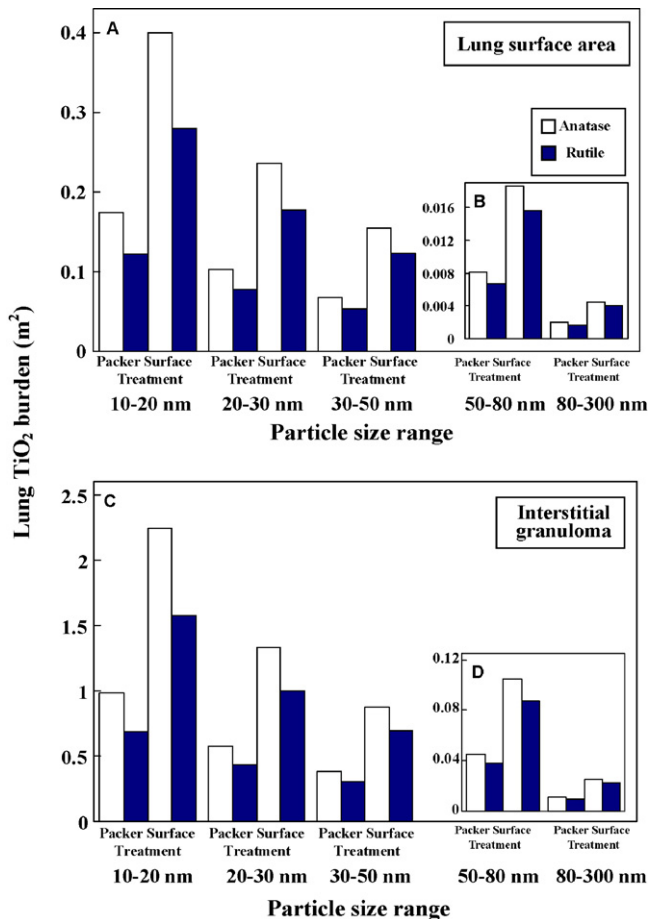 A
Lung surface area
Anatase
Rutile
0.4
0.3
0.2
0.1
0
B
0.016
0.012
0.008
0.004
0
Packer Surface Packer Surface Packer Surface
Treatment Treatment Treatment
10-20 nm 20-30 nm 30-50 nm
Packer Surface Packer Surface
Treatment Treatment
50-80 nm 80-300 nm
Particle size range
Lung TiO2 burden (m2)
C
Interstitial
granuloma
2.5
2
1.5
1
0.5
0
D
0.12
0.08
0.04
0
Packer Surface Packer Surface Packer Surface
Treatment Treatment Treatment
10-20 nm 20-30 nm 30-50 nm
Packer Surface Packer Surface
Treatment Treatment
50-80 nm 80-300 nm
Particle size range